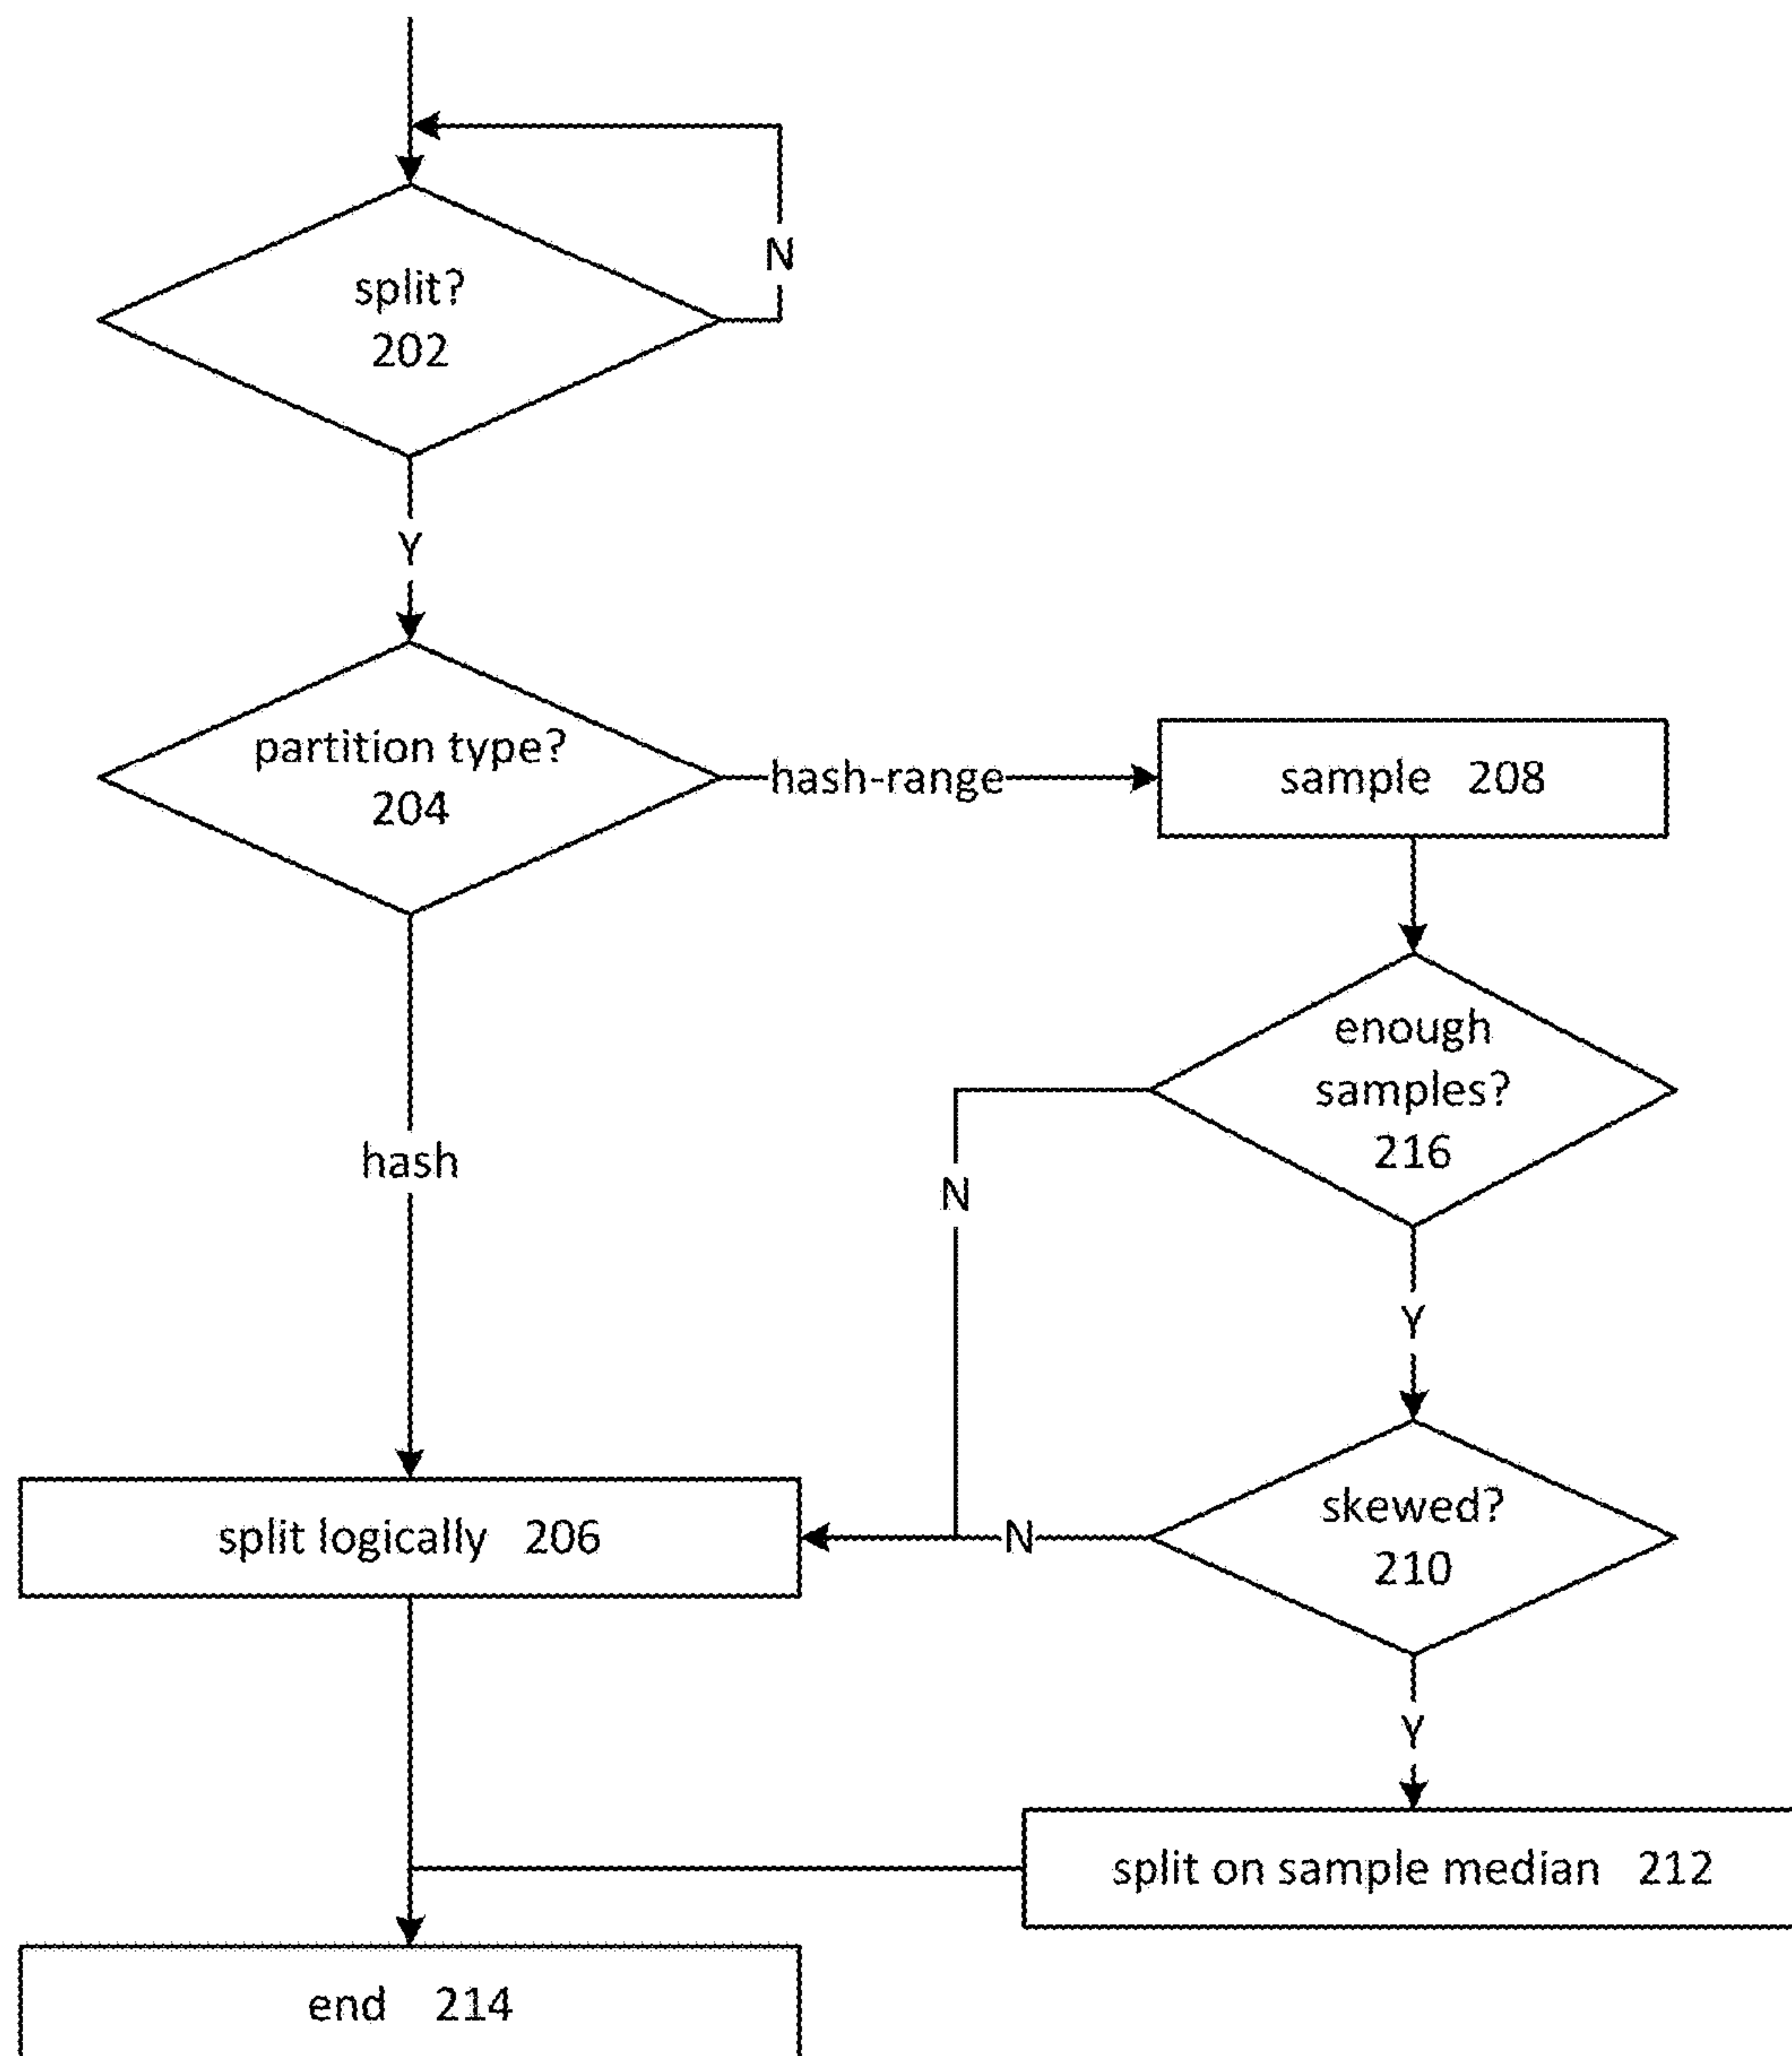 N
split?
202
Y
partition type?
204
hash-range
sample 208
enough
samples?
216
hash
N
Y
skewed?
210
split logically 206
N
Y
split on sample median 212
end 214